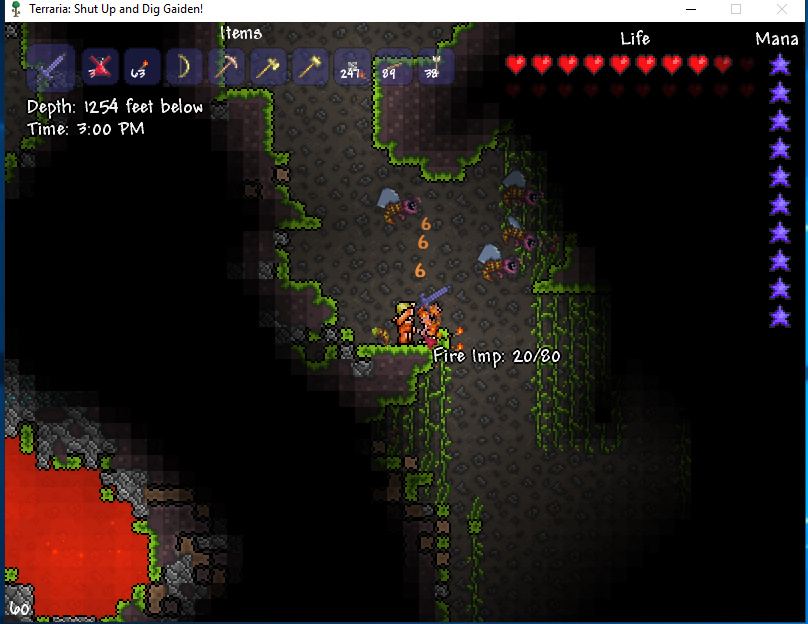 Terraria: Shut Up and Dig Gaiden!
Items
Life
Mana
3
63
247
89
38
Depth: 1254 feet below
Time: 3:00 PM
6
6
6
Fire Imp: 20/80
60